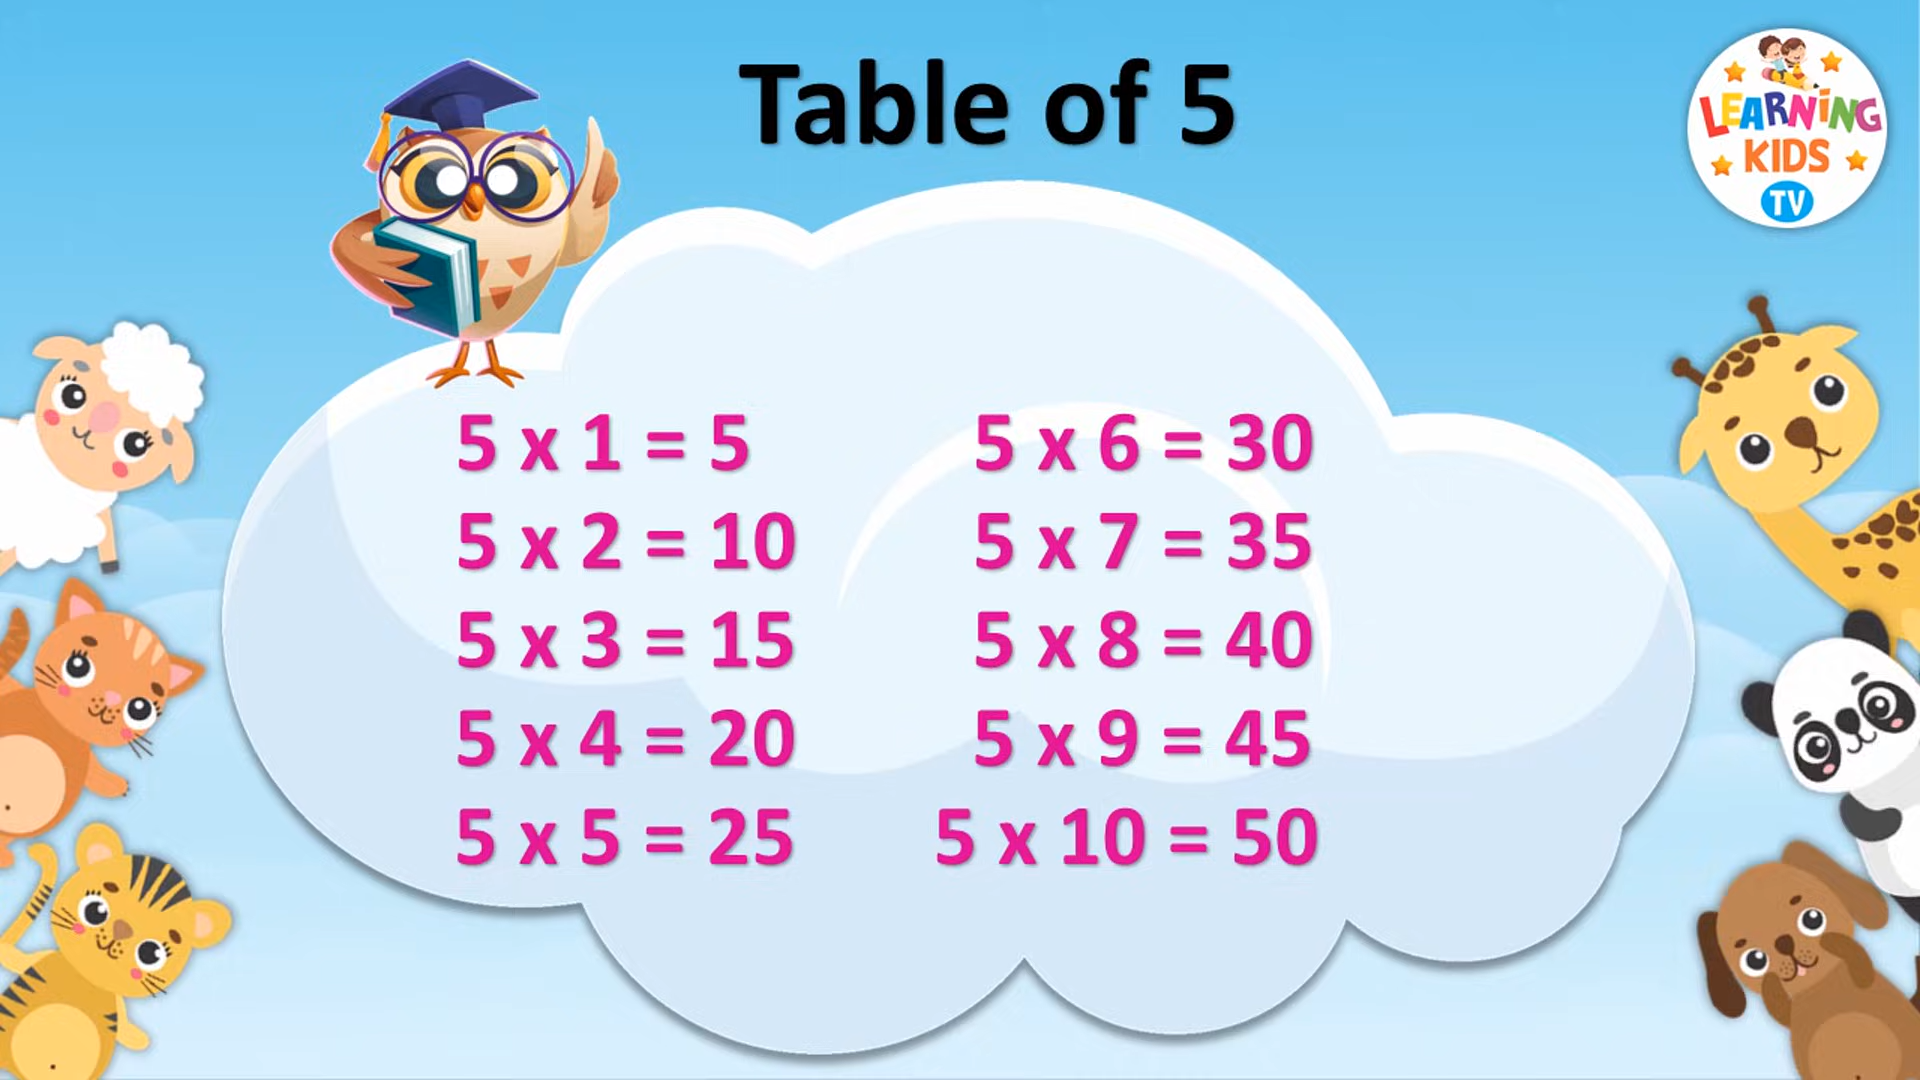 Table of 5
LEARNING
KIDS
TV
5 x 1 = 5
5 x 2 = 10
5 x 3 = 15
5 x 4 = 20
5 x 5 = 25
5 x 6 = 30
5 x 7 = 35
5 x 8 = 40
5 x 9 = 45
5 x 10 = 50